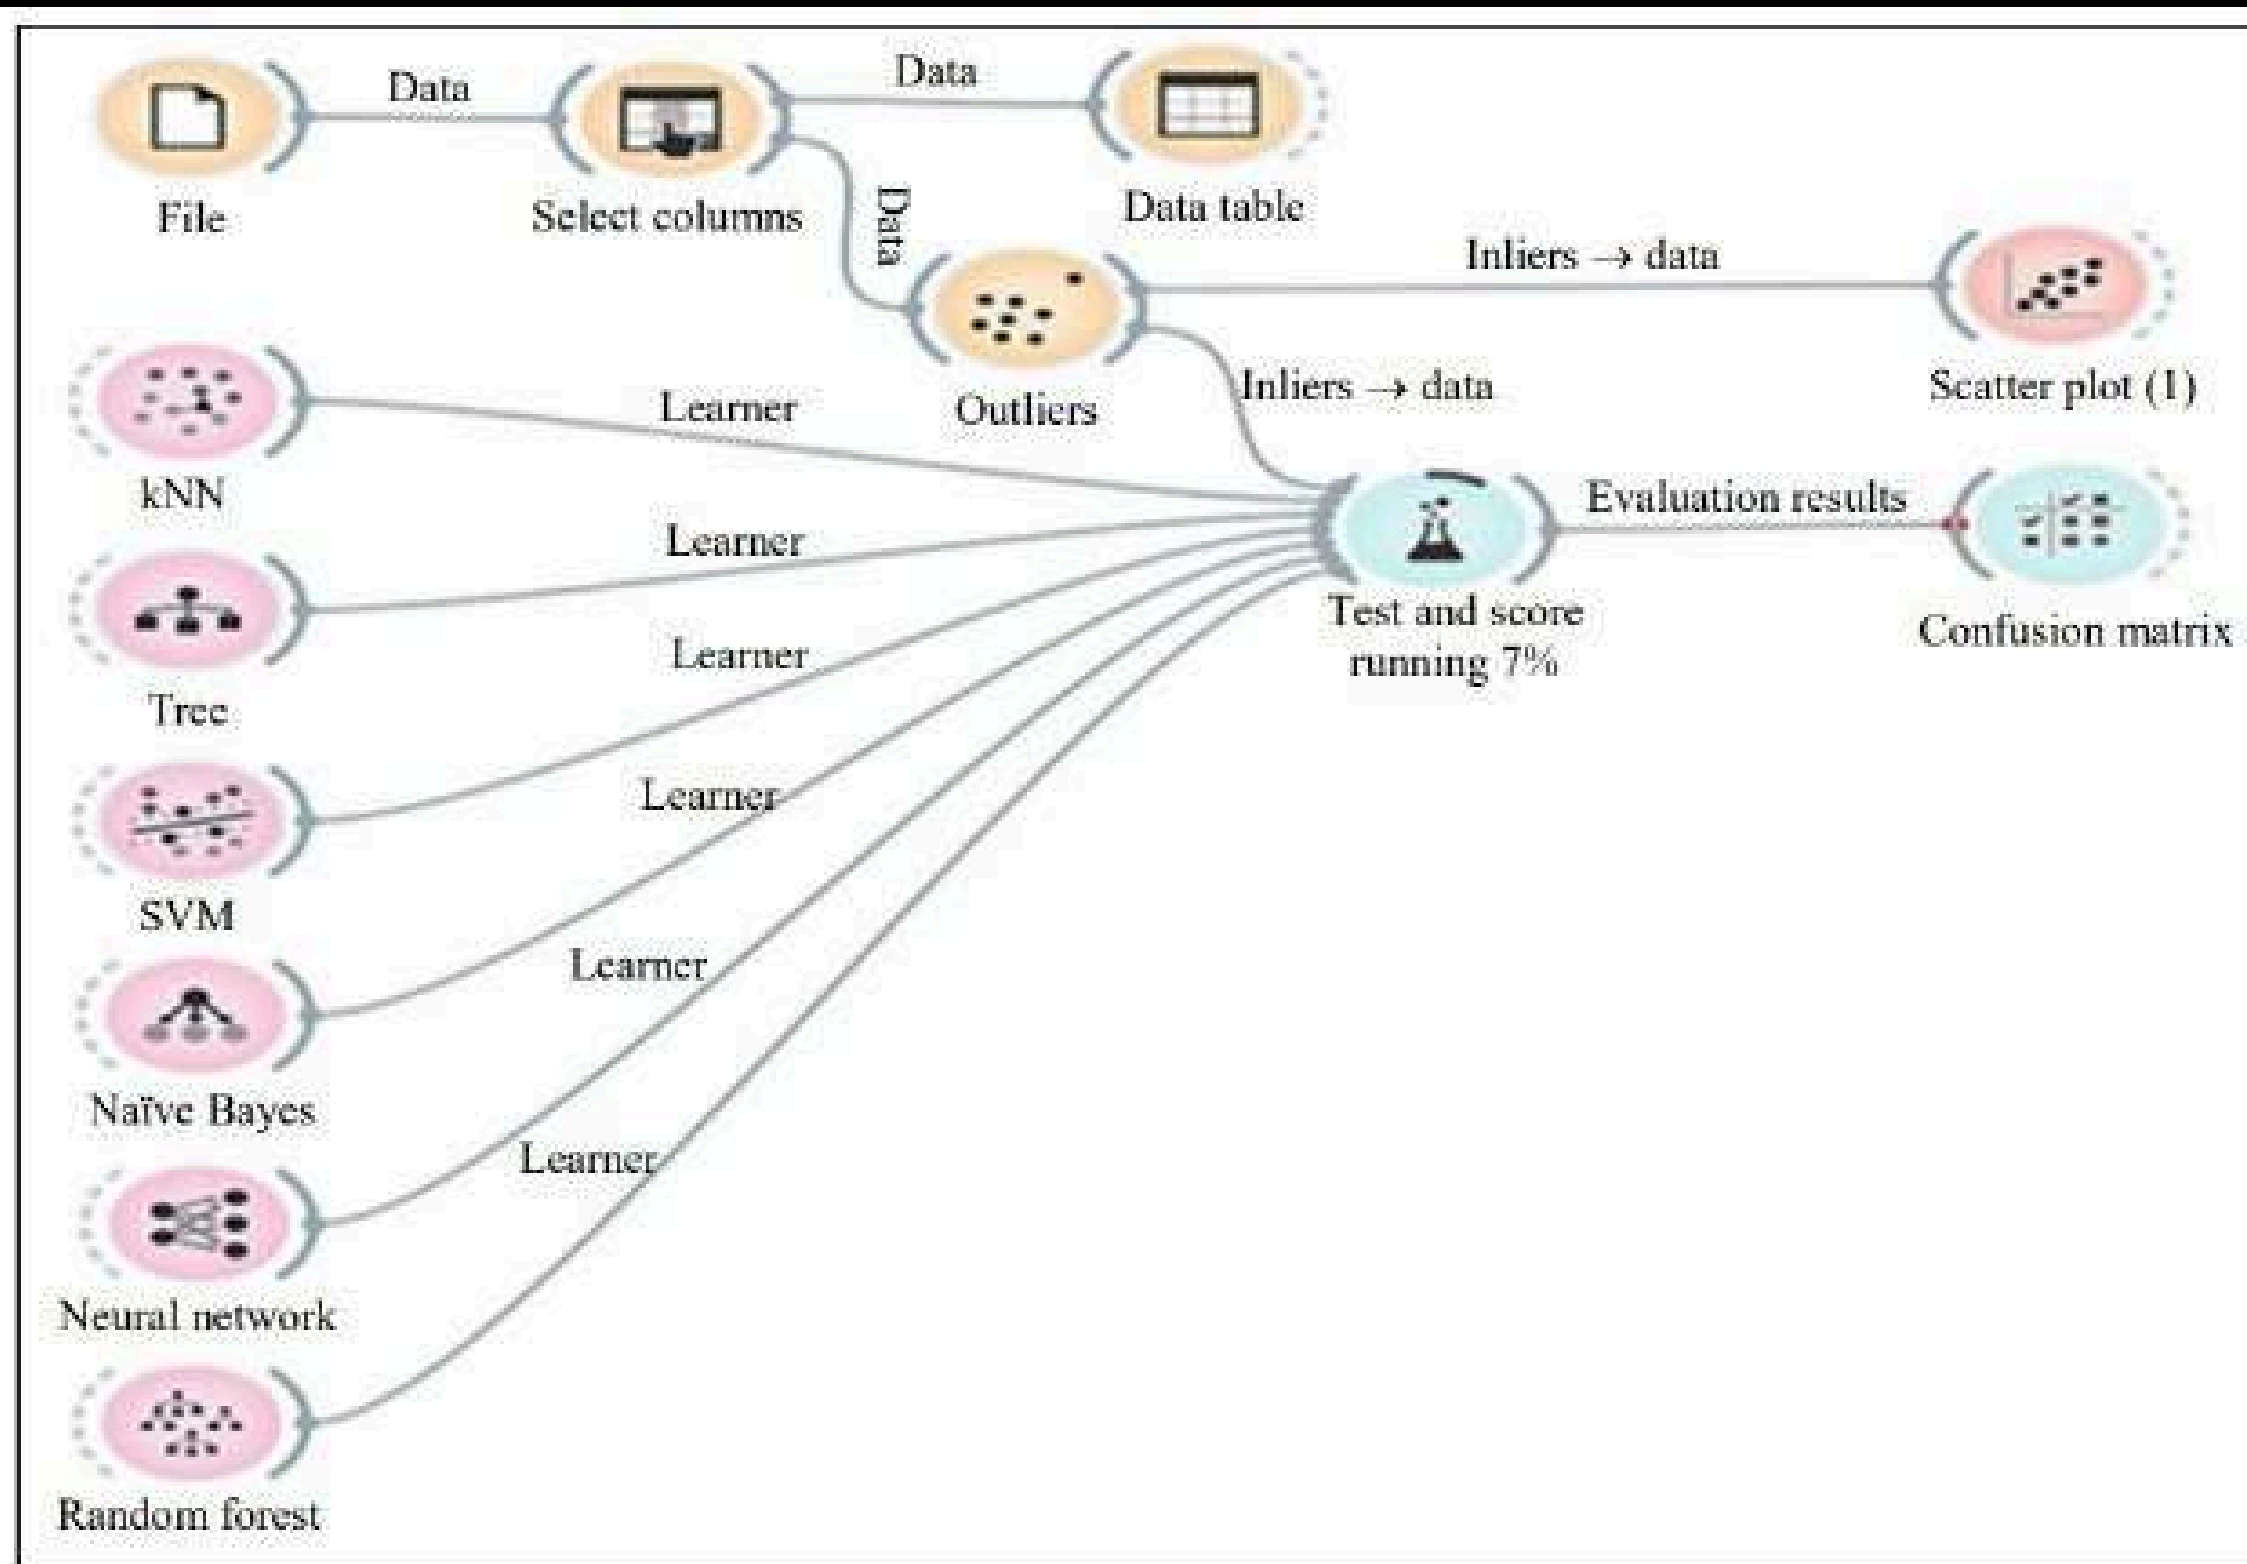 Data
Data
File
Select columns
Data table
Data
Inliers → data
Scatter plot (1)
Inliers → data
Outliers
Learner
kNN
Evaluation results
Learner
Test and score
running 7%
Confusion matrix
Learner
Tree
Learner
SVM
Learner
Naïve Bayes
Learner
Neural network
Random forest